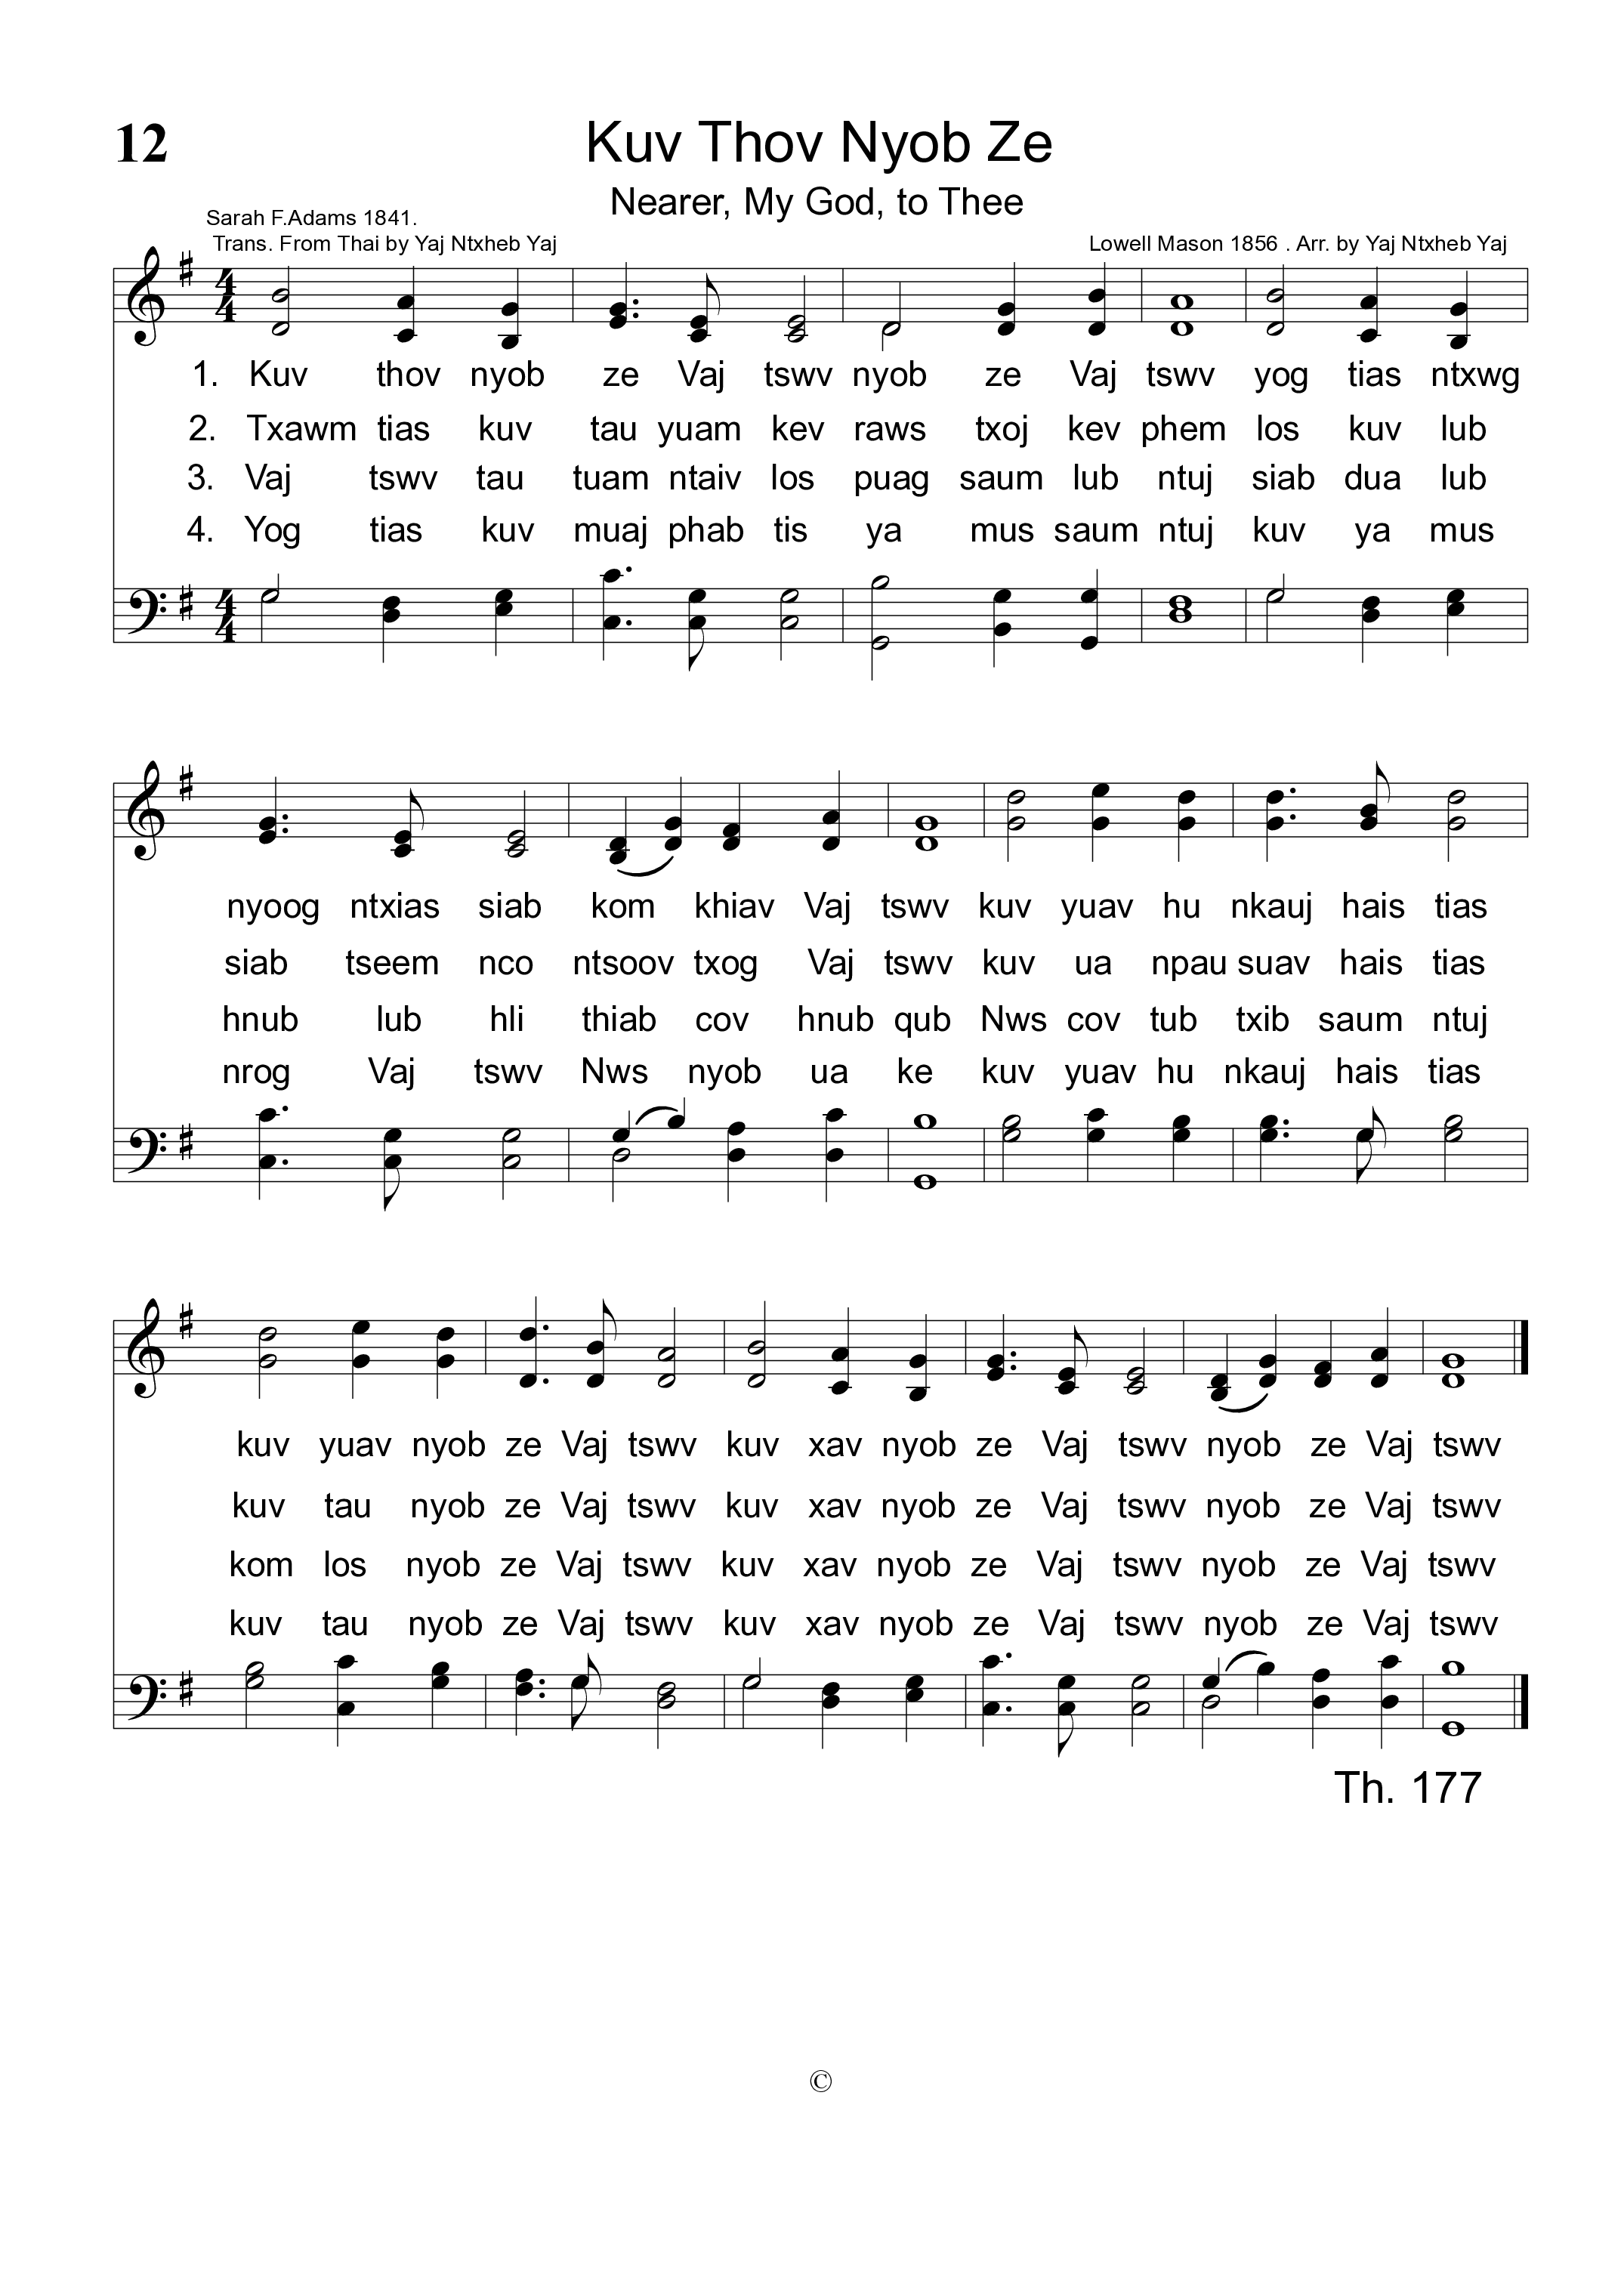 12
Kuv Thov Nyob Ze
Nearer, My God, to Thee
Sarah F.Adams 1841.
Trans. From Thai by Yaj Ntxheb Yaj
Lowell Mason 1856 . Arr. by Yaj Ntxheb Yaj
1. Kuv thov nyob ze Vaj tswv nyob ze Vaj tswv yog tias ntxwg
2. Txawm tias kuv tau yuam kev raws txoj kev phem los kuv lub
3. Vaj tswv tau tuam ntaiv los puag saum lub ntuj siab dua lub
4. Yog tias kuv muaj phab tis ya mus saum ntuj kuv ya mus
nyoog ntxias siab kom khiav Vaj tswv kuv yuav hu nkauj hais tias
siab tseem nco ntsoov txog Vaj tswv kuv ua npau suav hais tias
hnub lub hli thiab cov hnub qub Nws cov tub txib saum ntuj
nrog Vaj tswv Nws nyob ua ke kuv yuav hu nkauj hais tias
kuv yuav nyob ze Vaj tswv kuv xav nyob ze Vaj tswv nyob ze Vaj tswv
kuv tau nyob ze Vaj tswv kuv xav nyob ze Vaj tswv nyob ze Vaj tswv
kom los nyob ze Vaj tswv kuv xav nyob ze Vaj tswv nyob ze Vaj tswv
kuv tau nyob ze Vaj tswv kuv xav nyob ze Vaj tswv nyob ze Vaj tswv
Th. 177
©